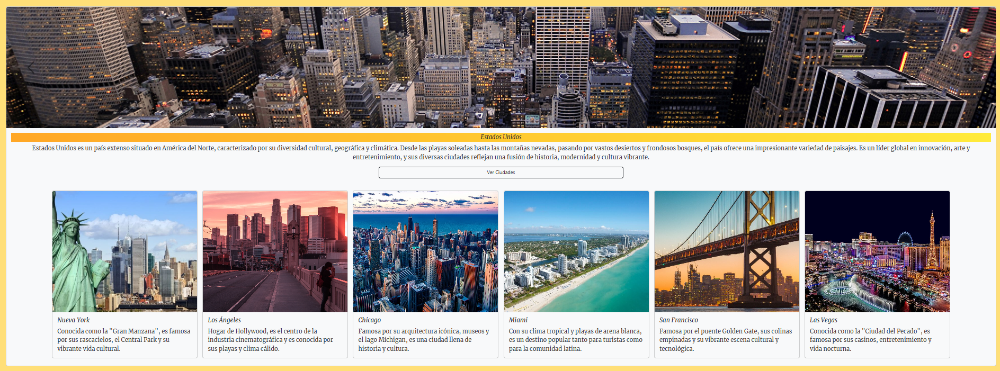 Estados Unidos
Estados Unidos es un país extenso situado en América del Norte, caracterizado por su diversidad cultural, geográfica y climática. Desde las playas soleadas hasta las montañas nevadas, pasando por vastos desiertos y frondosos bosques, el país ofrece una impresionante variedad de paisajes. Es un líder global en innovación, arte y
entretenimiento, y sus diversas ciudades reflejan una fusión de historia, modernidad y cultura vibrante.
Ver Ciudades
Nueva York
Conocida como la "Gran Manzana", es famosa
por sus rascacielos, el Central Park y su
vibrante vida cultural.
Los Ángeles
Hogar de Hollywood, es el centro de la
industria cinematográfica y es conocida por
sus playas y clima cálido.
Chicago
Famosa por su arquitectura icónica, museos y
el lago Míchigan, es una ciudad llena de
historia y cultura.
Miami
Con su clima tropical y playas de arena blanca,
es un destino popular tanto para turistas como
para la comunidad latina.
San Francisco
Famosa por el puente Golden Gate, sus colinas
empinadas y su vibrante escena cultural y
tecnológica.
Las Vegas
Conocida como la "Ciudad del Pecado", es
famosa por sus casinos, entretenimiento y
vida nocturna.